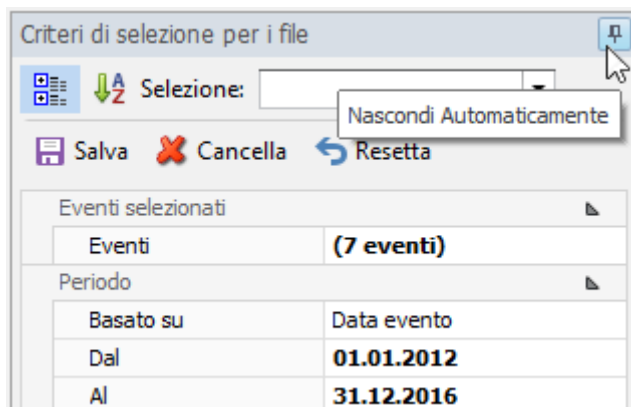 Criteri di selezione per i file
Selezione:
Nascondi Automaticamente
Salva Cancella Resetta
Eventi selezionati
Eventi (7 eventi)
Periodo
Basato su Data evento
Dal 01.01.2012
Al 31.12.2016